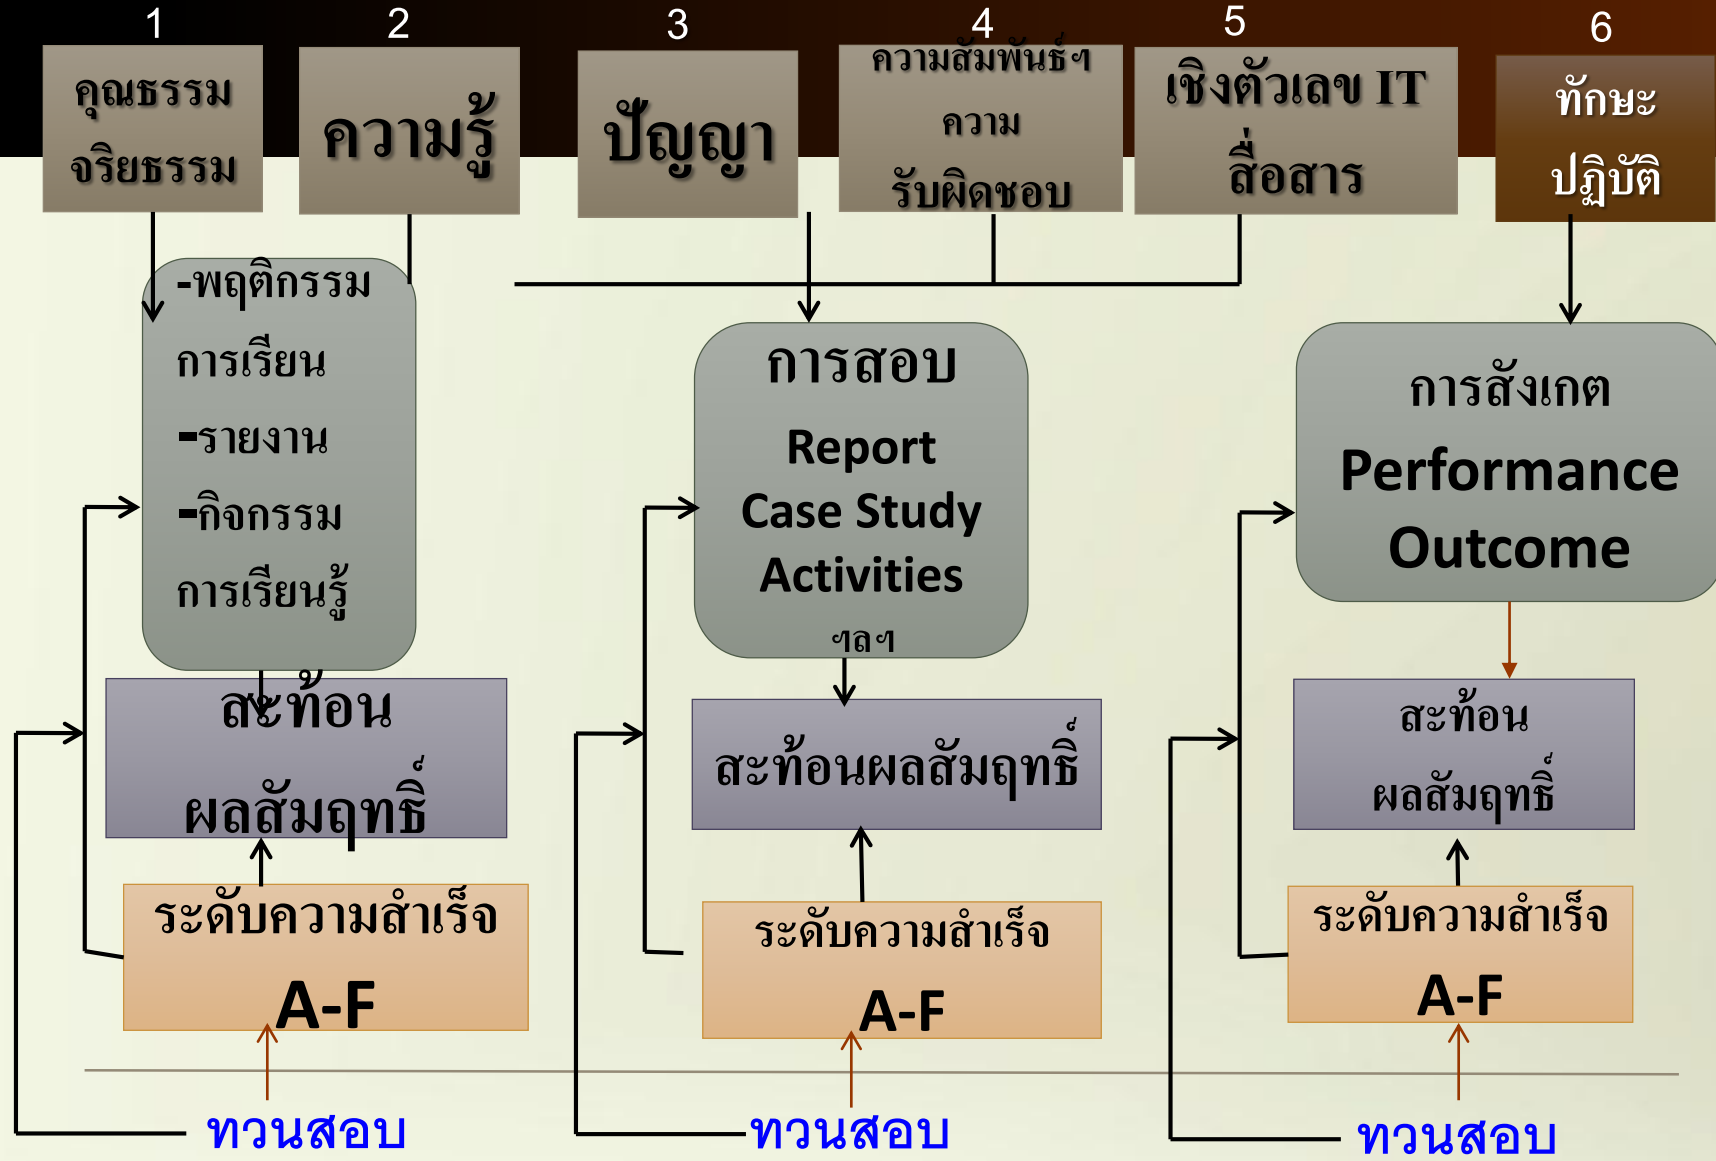 1
2
3
4
5
6
คุณธรรม
จริยธรรม
ความรู้
ปัญญา
ความสัมพันธ์ฯ
ความ
รับผิดชอบ
เชิงตัวเลข IT
สื่อสาร
ทักษะ
ปฏิบัติ
-พฤติกรรม
การเรียน
-รายงาน
-กิจกรรม
การเรียนรู้
การสอบ
Report
Case Study
Activities
ฯลฯ
การสังเกต
Performance
Outcome
สะท้อน
ผลสัมฤทธิ์
สะท้อนผลสัมฤทธิ์
สะท้อน
ผลสัมฤทธิ์
ระดับความสำเร็จ
A-F
ระดับความสำเร็จ
A-F
ระดับความสำเร็จ
A-F
ทวนสอบ
ทวนสอบ
ทวนสอบ